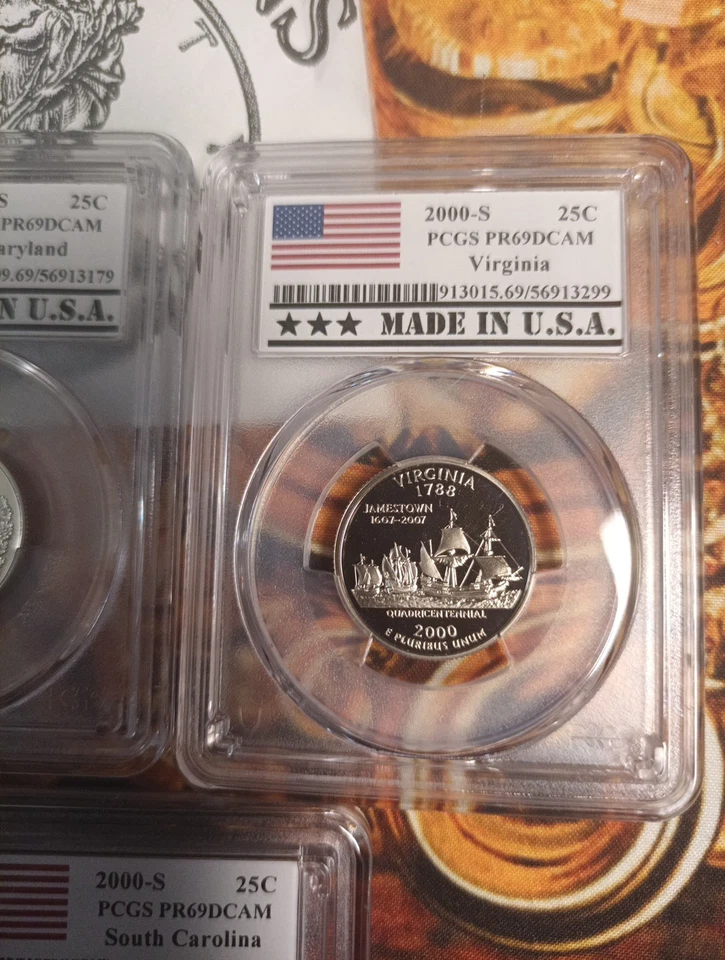 NS
T
S 25C
PR69DCAM
aryland
9.69/56913179
N U.S.A.
2000-S 25C
PCGS PR69DCAM
Virginia
913015.69/56913299
★★★ MADE IN U.S.A.
VIRGINIA
1788
JAMESTOWN
1607-2007
QUADRICENTENNIAL
2000
E PLURIBUS UNUM
2000-S 25C
PCGS PR69DCAM
South Carolina